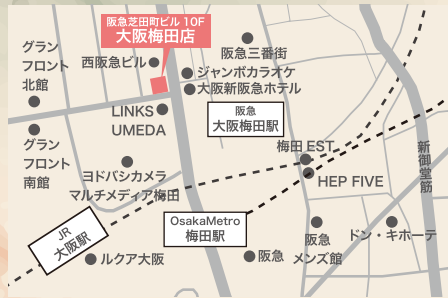 阪急芝田町ビル 10F
大阪梅田店
グラン
フロント
北館
西阪急ビル
阪急三番街
ジャンボカラオケ
大阪新阪急ホテル
LINKS
UMEDA
阪急
大阪梅田駅
グラン
フロント
南館
梅田 EST
新御堂筋
ヨドバシカメラ
マルチメディア梅田
HEP FIVE
JR
大阪駅
OsakaMetro
梅田駅
阪急
メンズ館
ドン・キホーテ
ルクア大阪
阪急